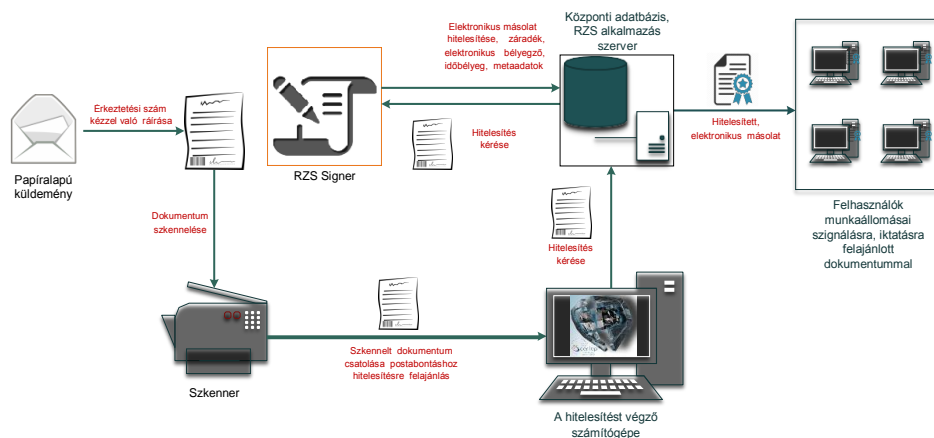 Elektronikus másolat
hitelesítése, záradék,
elektronikus bélyegző,
időbélyeg, metaadatok
Központi adatbázis,
RZS alkalmazás
szerver
Érkeztetési szám
kézzel való ráírása
Papíralapú
küldemény
RZS Signer
Hitelesítés
kérése
Hitelesített,
elektronikus másolat
Felhasználók
munkaállomásai
szignálásra, iktatásra
felajánlott
dokumentummal
Dokumentum
szkennelése
Hitelesítés
kérése
Szkenner
Szkennelt dokumentum
csatolása postabontáshoz
hitelesítésre felajánlás
A hitelesítést végző
számítógépe